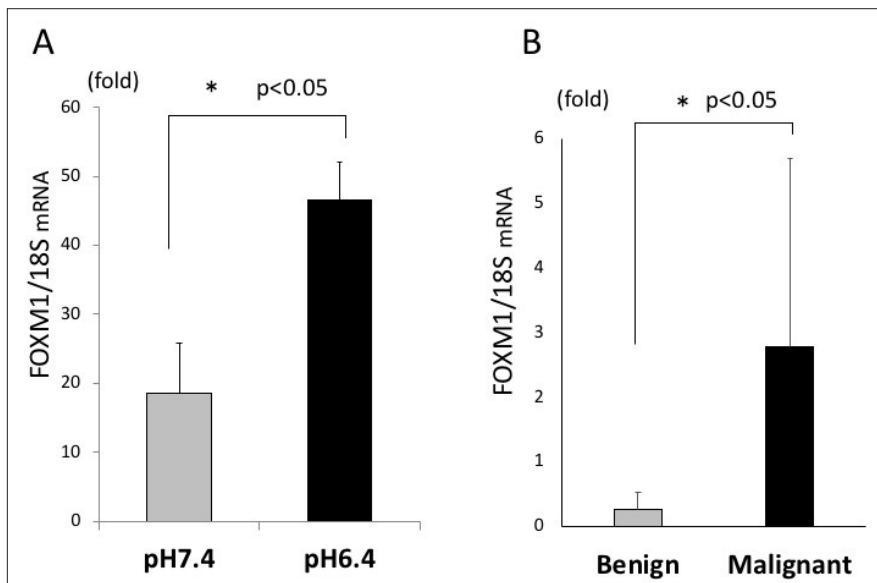 A
(fold)
* p<0.05
60
50
40
30
20
10
0
FOXM1/18S mRNA
pH7.4 pH6.4
B
(fold)
* p<0.05
6
5
4
3
2
1
0
FOXM1/18S mRNA
Benign Malignant